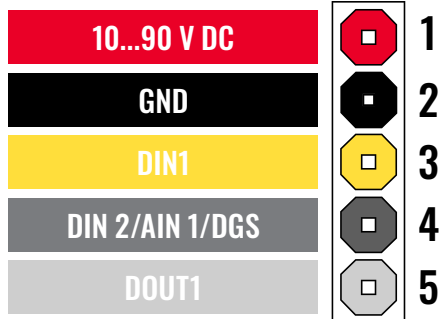 10...90 V DC 1
GND 2
DIN1 3
DIN 2/AIN 1/DGS 4
DOUT1 5